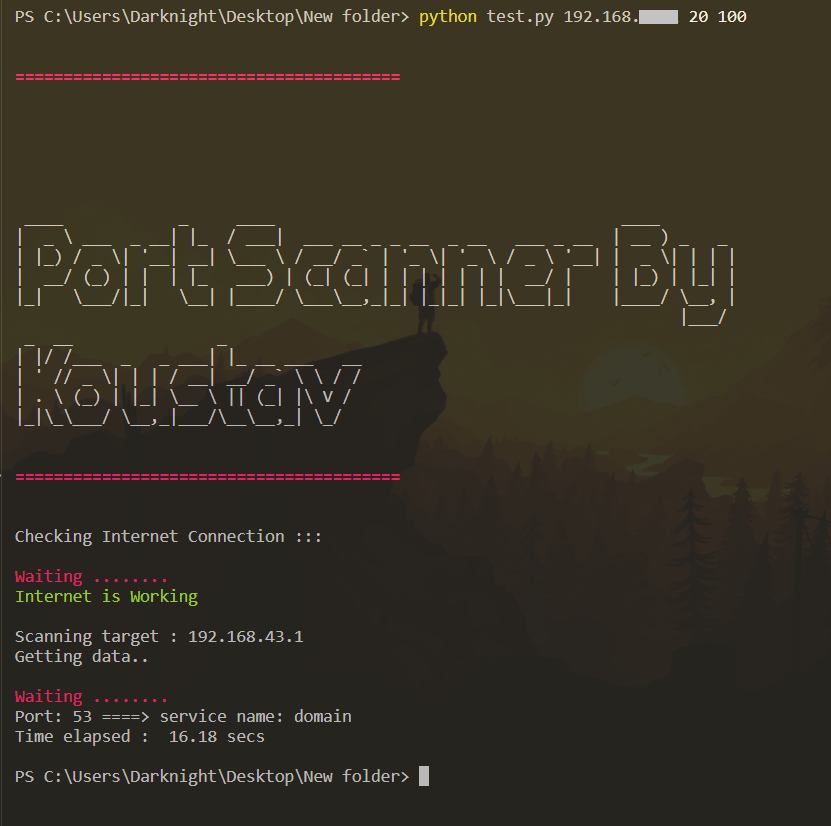 PS C:\Users\Darknight\Desktop\New folder> python test.py 192.168. 20 100
========================================
Port Scanner By
Koustav
========================================
Checking Internet Connection :::
Waiting ........
Internet is Working
Scanning target : 192.168.43.1
Getting data..
Waiting ........
Port: 53 ====> service name: domain
Time elapsed :  16.18 secs
PS C:\Users\Darknight\Desktop\New folder>